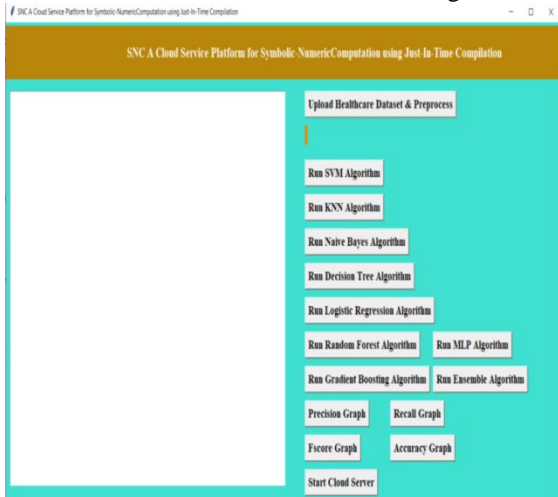 SNC A Cloud Service Platform for Symbolic-NumericComputation using Just-In-Time Compilation
SNC A Cloud Service Platform for Symbolic-NumericComputation using Just-In-Time Compilation
Upload Healthcare Dataset & Preprocess
Run SVM Algorithm
Run KNN Algorithm
Run Naive Bayes Algorithm
Run Decision Tree Algorithm
Run Logistic Regression Algorithm
Run Random Forest Algorithm Run MLP Algorithm
Run Gradient Boosting Algorithm Run Ensemble Algorithm
Precision Graph Recall Graph
Fscore Graph Accuracy Graph
Start Cloud Server